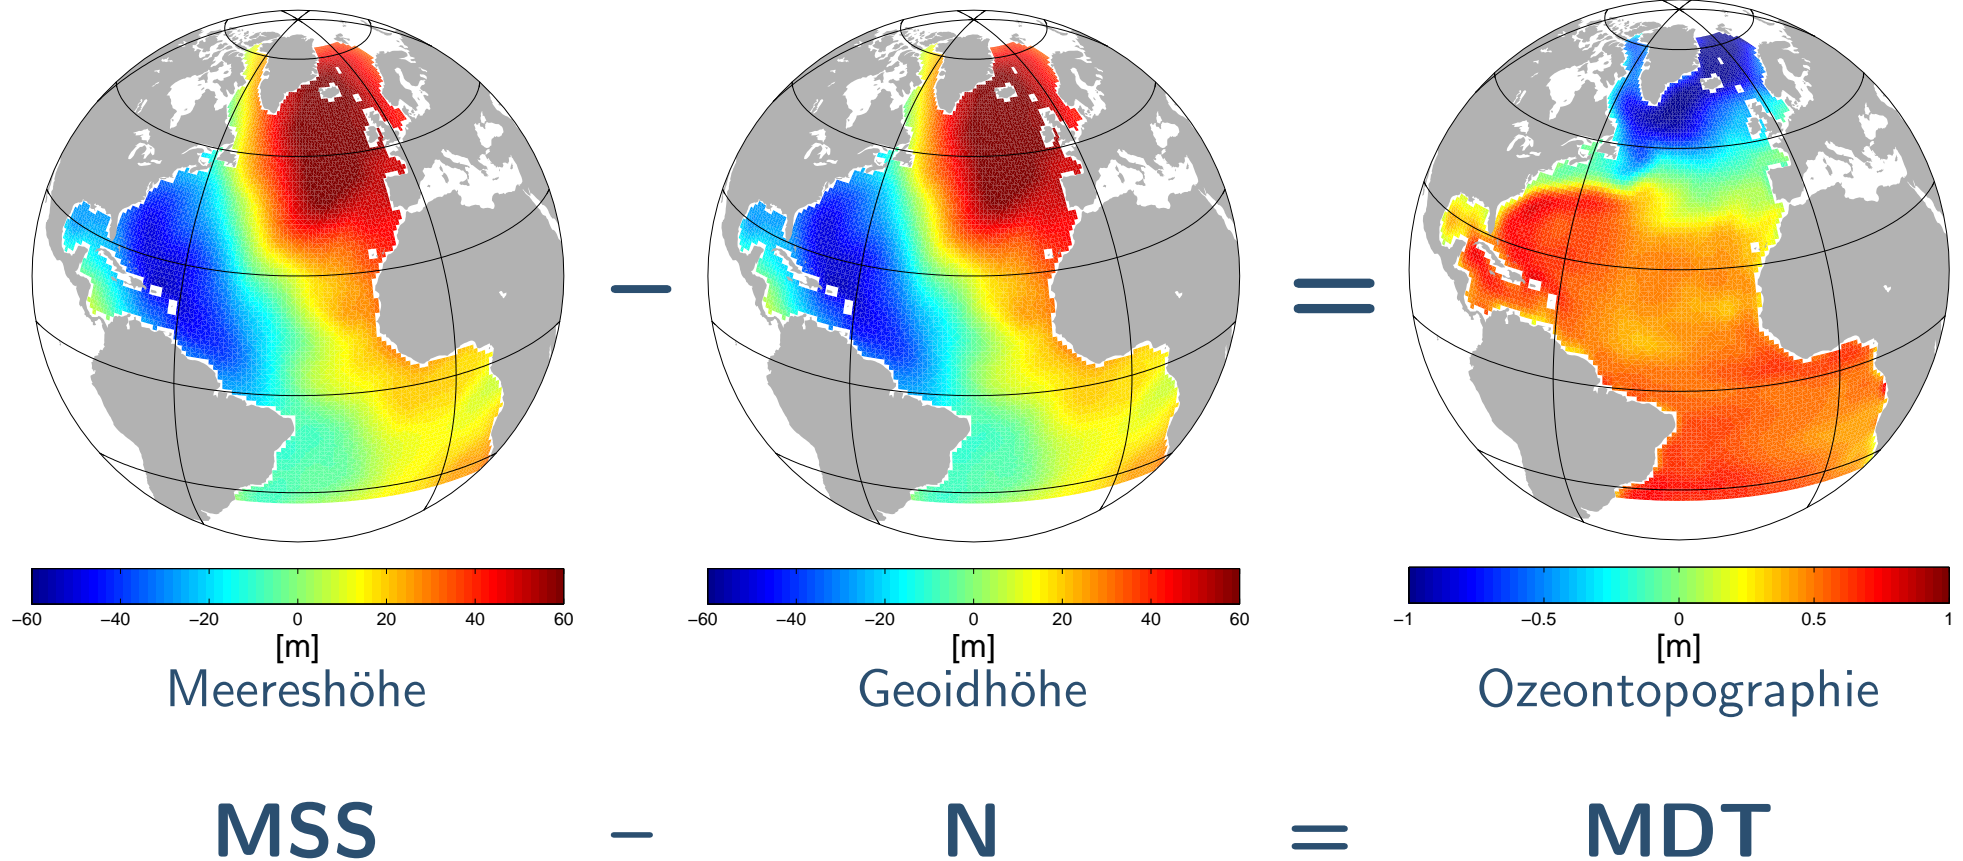 − =
−60 −40 −20 0 20 40 60
[m]
Meereshöhe
−60 −40 −20 0 20 40 60
[m]
Geoidhöhe
−1 −0.5 0 0.5 1
[m]
Ozeontopographie
MSS − N = MDT